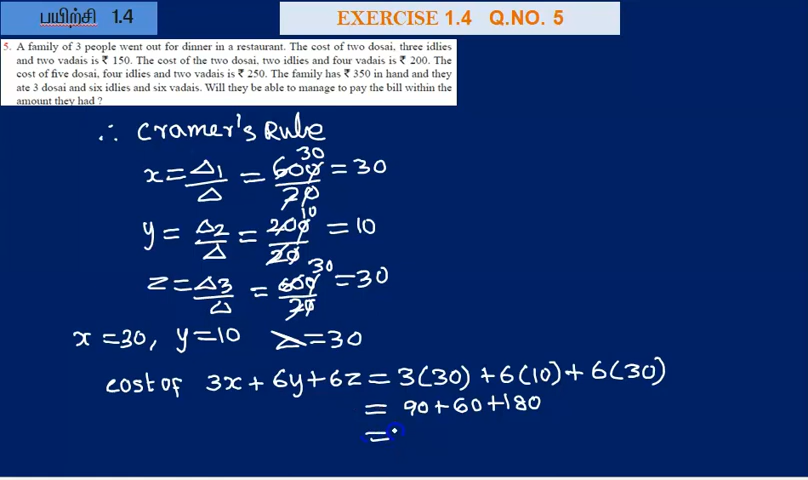 பயிற்சி 1.4
EXERCISE 1.4 Q.NO. 5
5. A family of 3 people went out for dinner in a restaurant. The cost of two dosai, three idlies
and two vadais is ₹ 150. The cost of the two dosai, two idlies and four vadais is ₹ 200. The
cost of five dosai, four idlies and two vadais is ₹ 250. The family has ₹ 350 in hand and they
ate 3 dosai and six idlies and six vadais. Will they be able to manage to pay the bill within the
amount they had ?
∴ Cramer's Rule
x = Δ1/Δ = 600/20 30 = 30
y = Δ2/Δ = 200/20 10 = 10
z = Δ3/Δ = 600/20 30 = 30
x = 30, y = 10 z = 30
cost of 3x + 6y + 6z = 3(30) + 6(10) + 6(30)
= 90 + 60 + 180
=